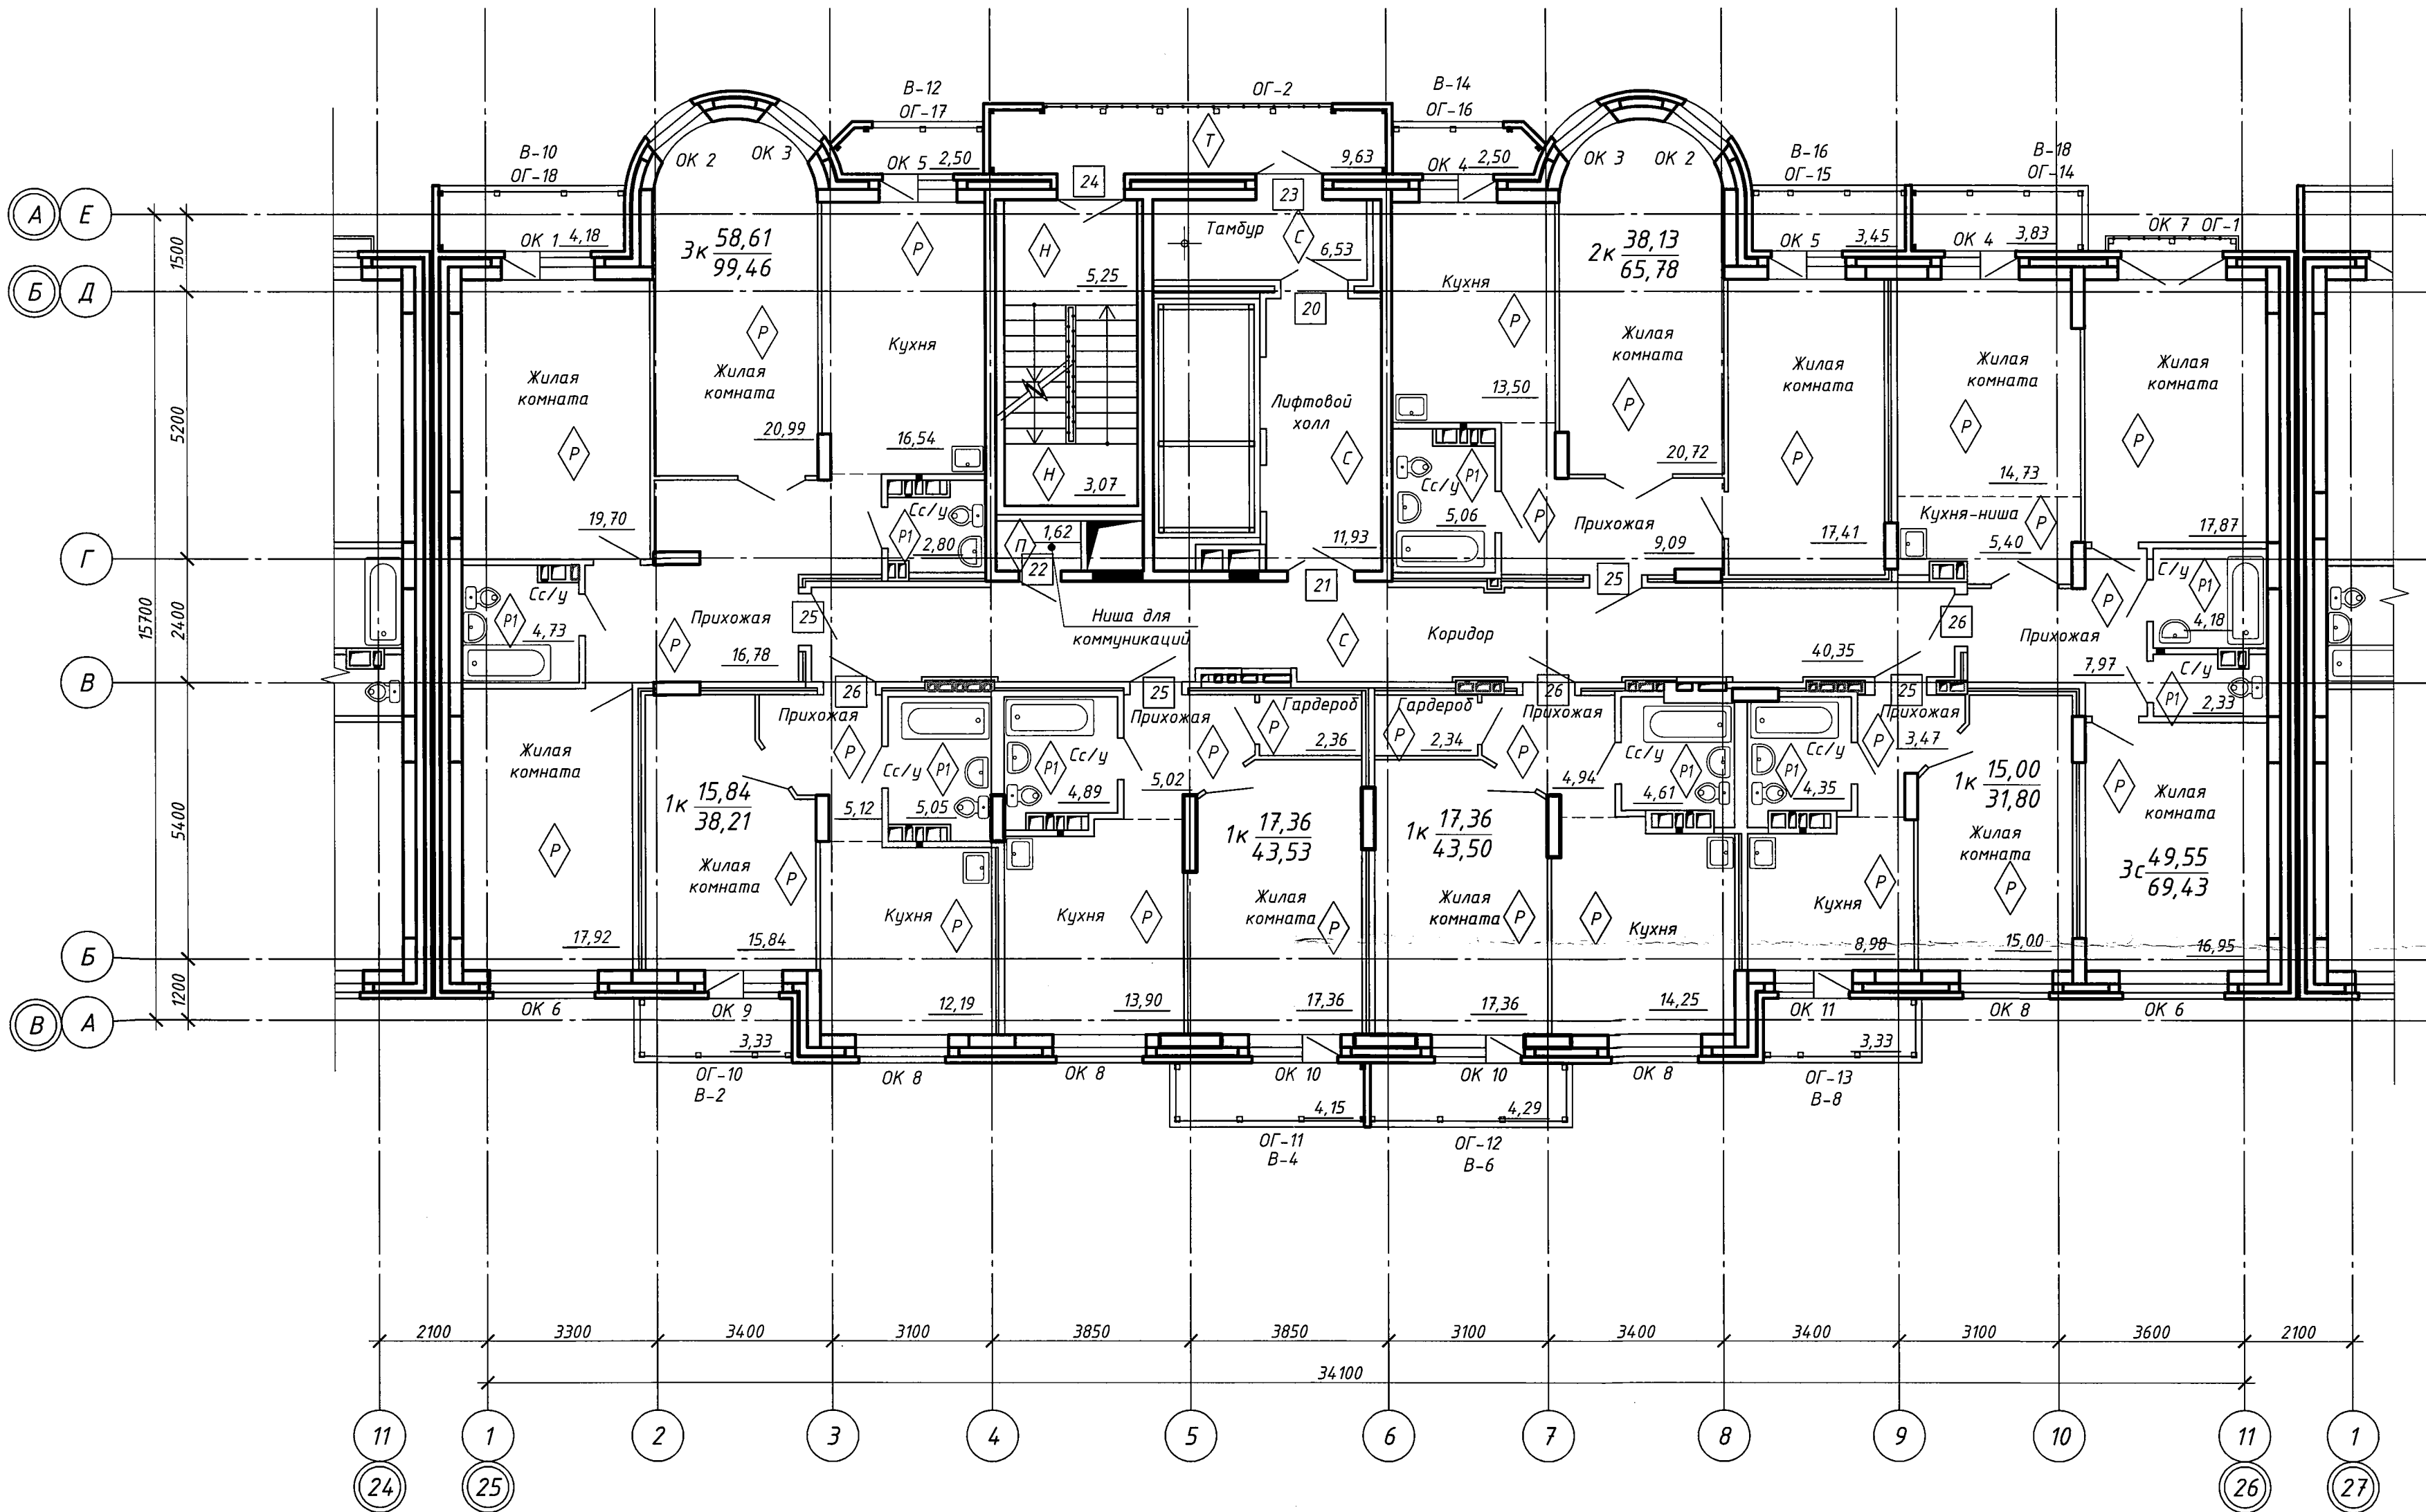 В-12
ОГ-17
ОГ-2
В-14
ОГ-16
В-10
ОГ-18
ОК 2
ОК 3
ОК 5
2,50
Т
9,63
ОК 4
2,50
ОК 3
ОК 2
В-16
ОГ-15
В-18
ОГ-14
24
23
А
Е
ОК 1
4,18
3к
58,61
99,46
Р
Н
5,25
Тамбур
С
6,53
2к
38,13
65,78
ОК 5
3,45
ОК 4
3,83
ОК 7
ОГ-1
1500
Б
Д
20
Кухня
Р
Р
Жилая
комната
Жилая
комната
Кухня
Жилая
комната
Жилая
комната
Жилая
комната
Жилая
комната
5200
Р
20,99
16,54
Лифтовой
холл
13,50
Р
20,72
Р
Р
14,73
Р
С
Н
3,07
19,70
Сс/у
Р1
2,80
П
1,62
22
11,93
Сс/у
Р1
5,06
Р
Прихожая
9,09
17,41
Кухня-ниша
Р
5,40
17,87
Г
21
25
15700
2400
Сс/у
Р1
4,73
Прихожая
Р
16,78
25
Ниша для
коммуникаций
С
Коридор
40,35
26
Р
С/у
Р1
4,18
Прихожая
7,97
С/у
Р1
2,33
В
26
25
26
25
Прихожая
Р
Сс/у
Р1
5,12
5,05
Сс/у
Р1
4,89
Прихожая
Р
5,02
Гардероб
Р
2,36
Гардероб
Р
2,34
Прихожая
Р
4,94
Сс/у
Р1
4,61
Сс/у
Р1
4,35
Прихожая
Р
3,47
5400
Жилая
комната
Р
17,92
1к
15,84
38,21
Жилая
комната
Р
15,84
Кухня
Р
12,19
Кухня
Р
13,90
1к
17,36
43,53
Жилая
комната
Р
17,36
1к
17,36
43,50
Жилая
комната
Р
17,36
Р
Кухня
14,25
Кухня
Р
8,98
1к
15,00
31,80
Жилая
комната
Р
15,00
Р
Жилая
комната
3с
49,55
69,43
16,95
Б
1200
В
А
ОК 6
ОК 9
3,33
ОГ-10
В-2
ОК 8
ОК 8
ОК 10
ОК 10
ОК 8
ОК 11
3,33
ОГ-13
В-8
ОК 8
ОК 6
4,15
4,29
ОГ-11
В-4
ОГ-12
В-6
2100
3300
3400
3100
3850
3850
3100
3400
3400
3100
3600
2100
34100
11
1
2
3
4
5
6
7
8
9
10
11
1
24
25
26
27